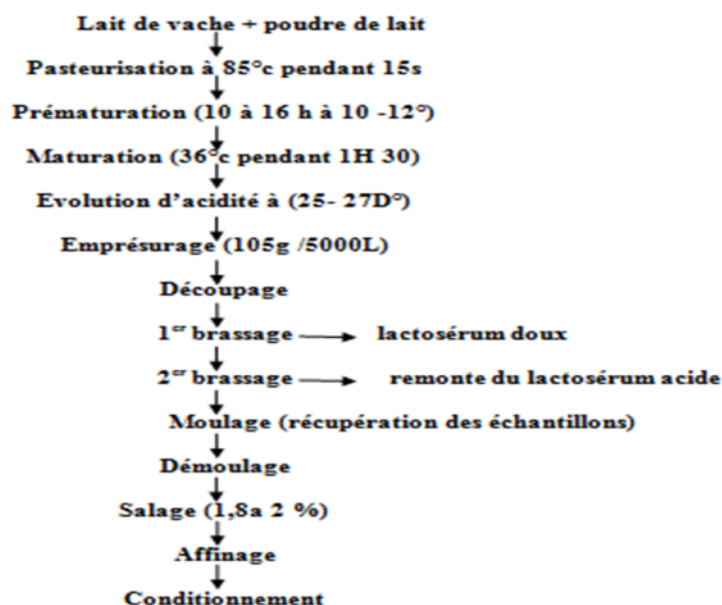 Lait de vache + poudre de lait
Pasteurisation à 85°c pendant 15s
Prématuration (10 à 16 h à 10 -12°)
Maturation (36°c pendant 1H 30)
Evolution d'acidité à (25- 27D°)
Emprésurage (105g /5000L)
Découpage
1er brassage lactosérum doux
2er brassage remonte du lactosérum acide
Moulage (récupération des échantillons)
Démoulage
Salage (1,8a 2 %)
Affinage
Conditionnement